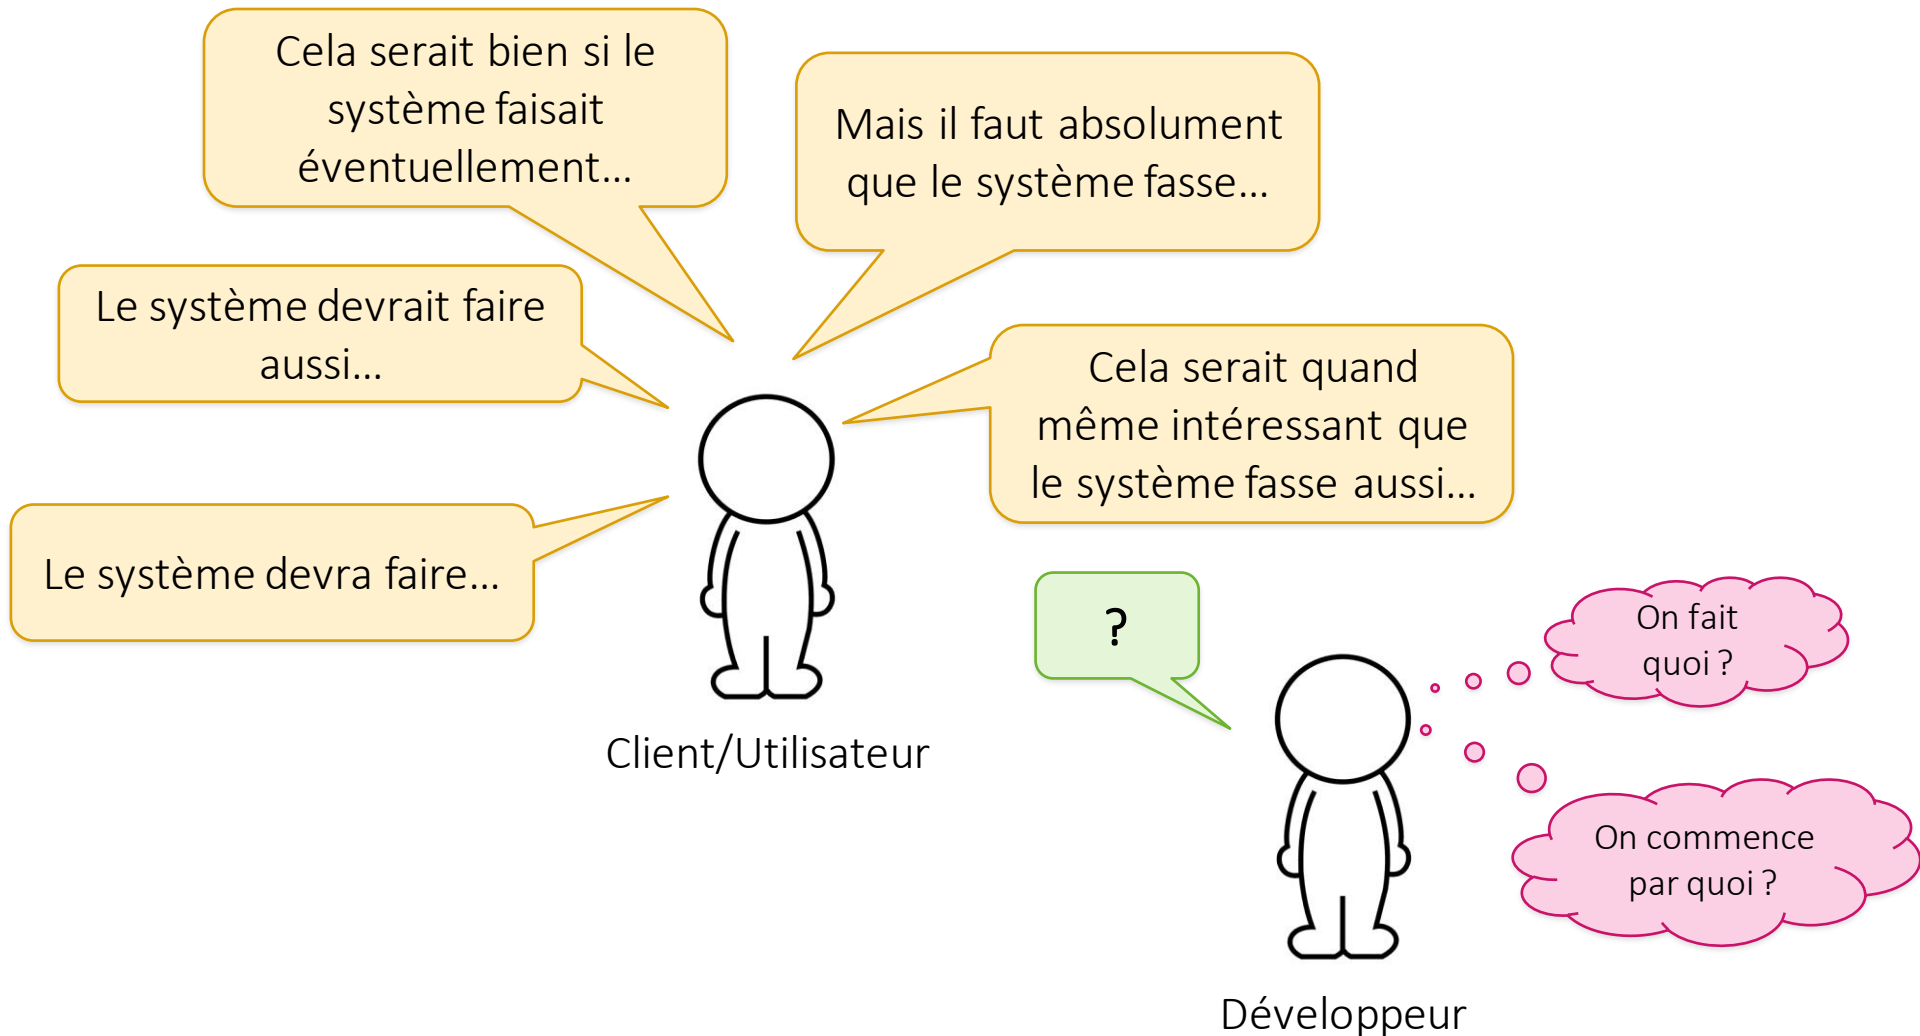 Cela serait bien si le
système faisait
éventuellement...
Mais il faut absolument
que le système fasse...
Le système devrait faire
aussi...
Cela serait quand
même intéressant que
le système fasse aussi...
Le système devra faire...
?
On fait
quoi ?
Client/Utilisateur
On commence
par quoi ?
Développeur